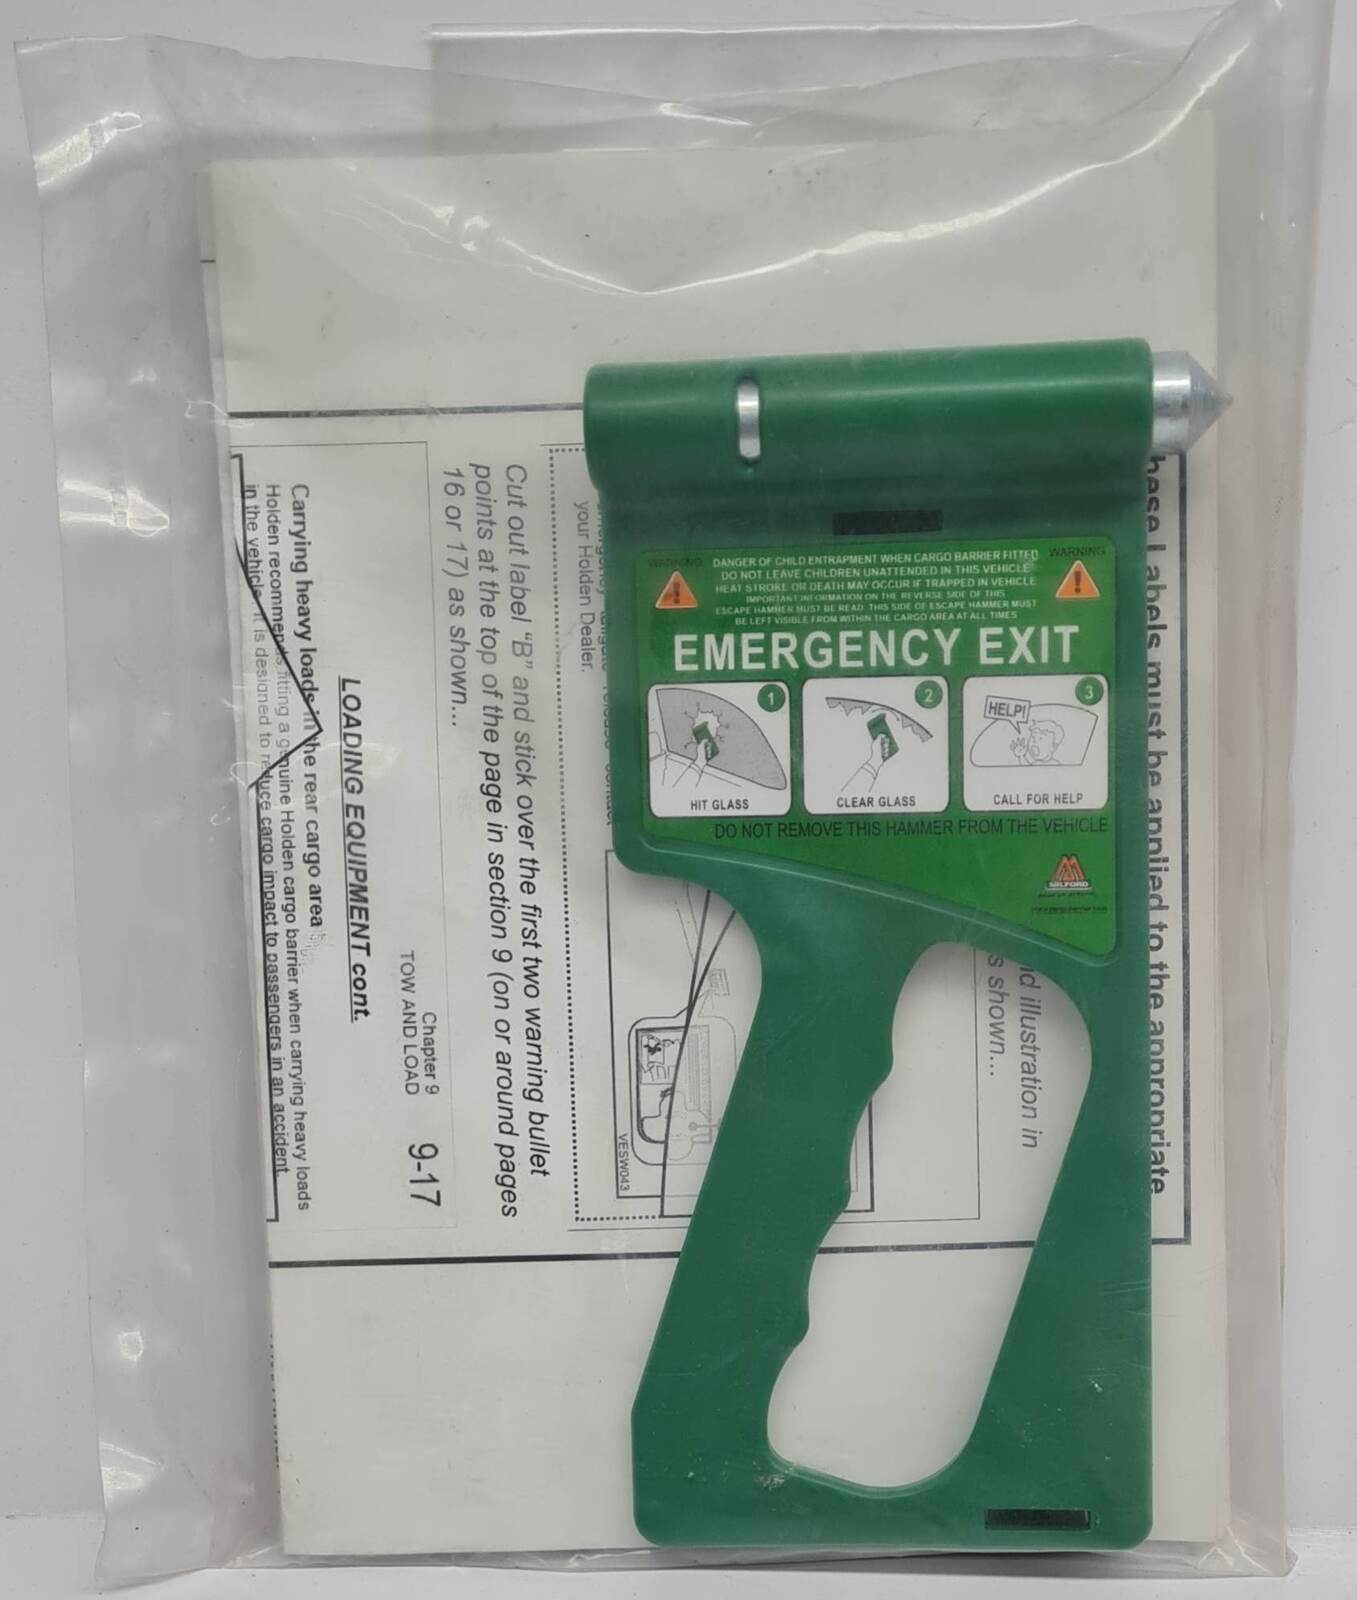 WARNING
WARNING
DANGER OF CHILD ENTRAPMENT WHEN CARGO BARRIER FITTED
DO NOT LEAVE CHILDREN UNATTENDED IN THIS VEHICLE
HEAT STROKE OR DEATH MAY OCCUR IF TRAPPED IN VEHICLE
IMPORTANT INFORMATION ON THE REVERSE SIDE OF THIS
ESCAPE HAMMER MUST BE READ. THIS SIDE OF ESCAPE HAMMER MUST
BE LEFT VISIBLE FROM WITHIN THE CARGO AREA AT ALL TIMES
EMERGENCY EXIT
1
2
3
HELP!
HIT GLASS
CLEAR GLASS
CALL FOR HELP
DO NOT REMOVE THIS HAMMER FROM THE VEHICLE
MILFORD
hese Labels must be applied to the appropriate
nd illustration in
s shown...
VESW043
your Holden Dealer.
Cut out label "B" and stick over the first two warning bullet
points at the top of the page in section 9 (on or around pages
16 or 17) as shown...
Chapter 9
TOW AND LOAD
9-17
LOADING EQUIPMENT cont.
Carrying heavy loads in the rear cargo area
Holden recommends fitting a genuine Holden cargo barrier when carrying heavy loads
in the vehicle. It is designed to reduce cargo impact to passengers in an accident.